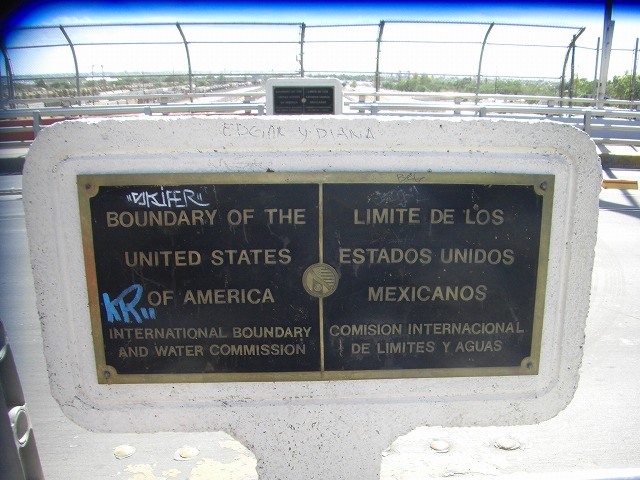 EDGAR Y DIANA
BOUNDARY OF THE
UNITED STATES
OF AMERICA
INTERNATIONAL BOUNDARY
AND WATER COMMISSION
LIMITE DE LOS
ESTADOS UNIDOS
MEXICANOS
COMISION INTERNACIONAL
DE LIMITES Y AGUAS
KR